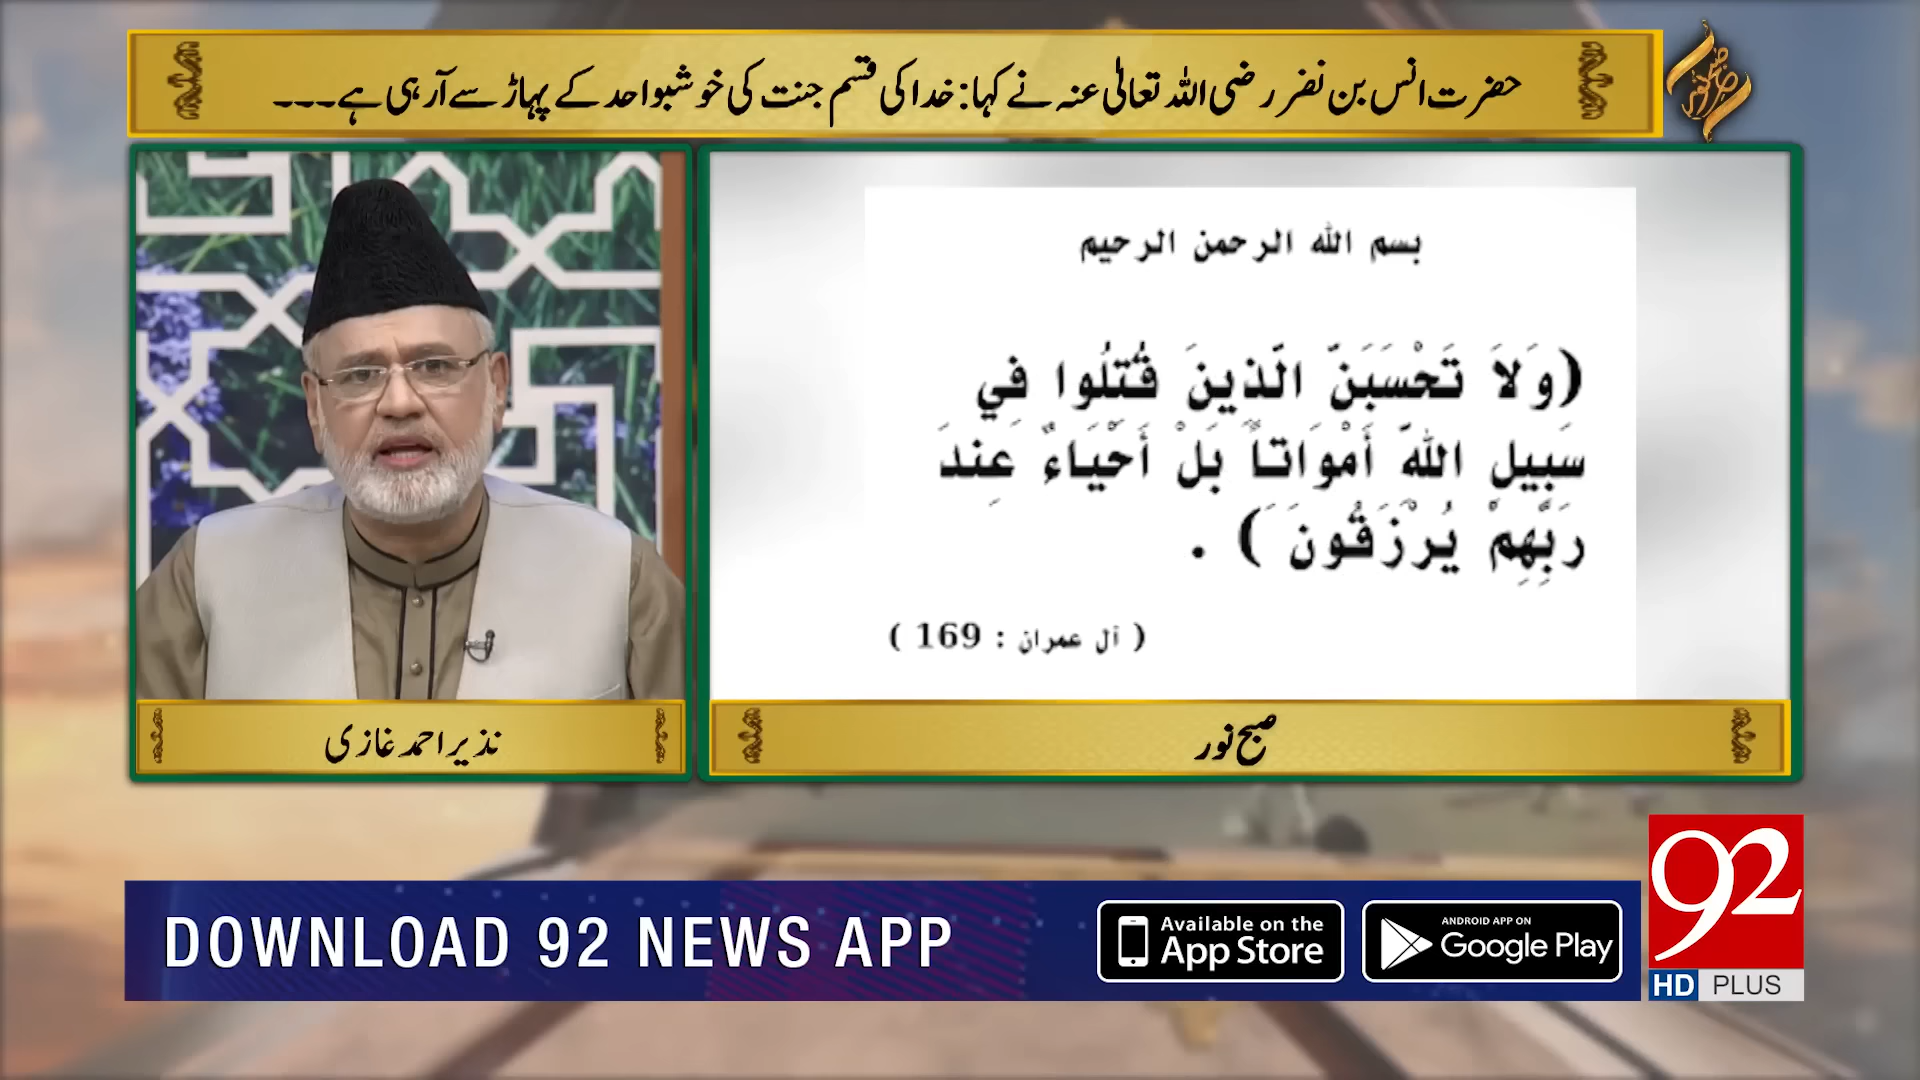 حضرت انس بن نضر رضی اللہ تعالیٰ عنہ نے کہا: خدا کی قسم جنت کی خوشبو احد کے پہاڑ سے آرہی ہے۔۔۔
صبح نور
بسم الله الرحمن الرحيم
(وَلاَ تَحْسَبَنَّ الَّذِينَ قُتِلُوا فِي
سَبِيلِ اللّهِ أَمْوَاتاً بَلْ أَحْيَاءٌ عِندَ
رَبِّهِمْ يُرْزَقُونَ ) .
( آل عمران : 169 )
نذیر احمد غازی
صبح نور
DOWNLOAD 92 NEWS APP
Available on the
App Store
ANDROID APP ON
Google Play
92
HD PLUS